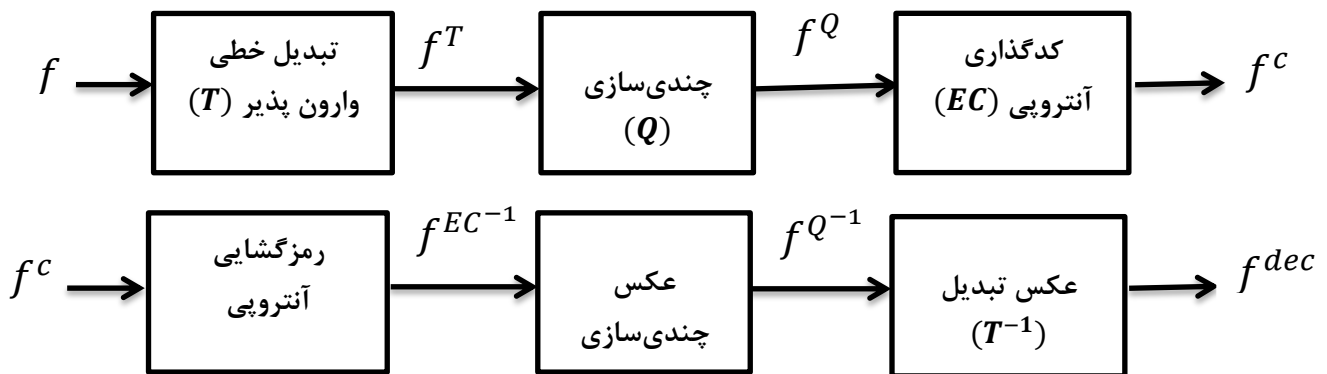 f
تبدیل خطی
وارون پذیر (T)
f^T
چندی‌سازی
(Q)
f^Q
کدگذاری
آنتروپی (EC)
f^c
f^c
رمزگشایی
آنتروپی
f^{EC^{-1}}
عکس
چندی‌سازی
f^{Q^{-1}}
عکس تبدیل
(T^{-1})
f^{dec}